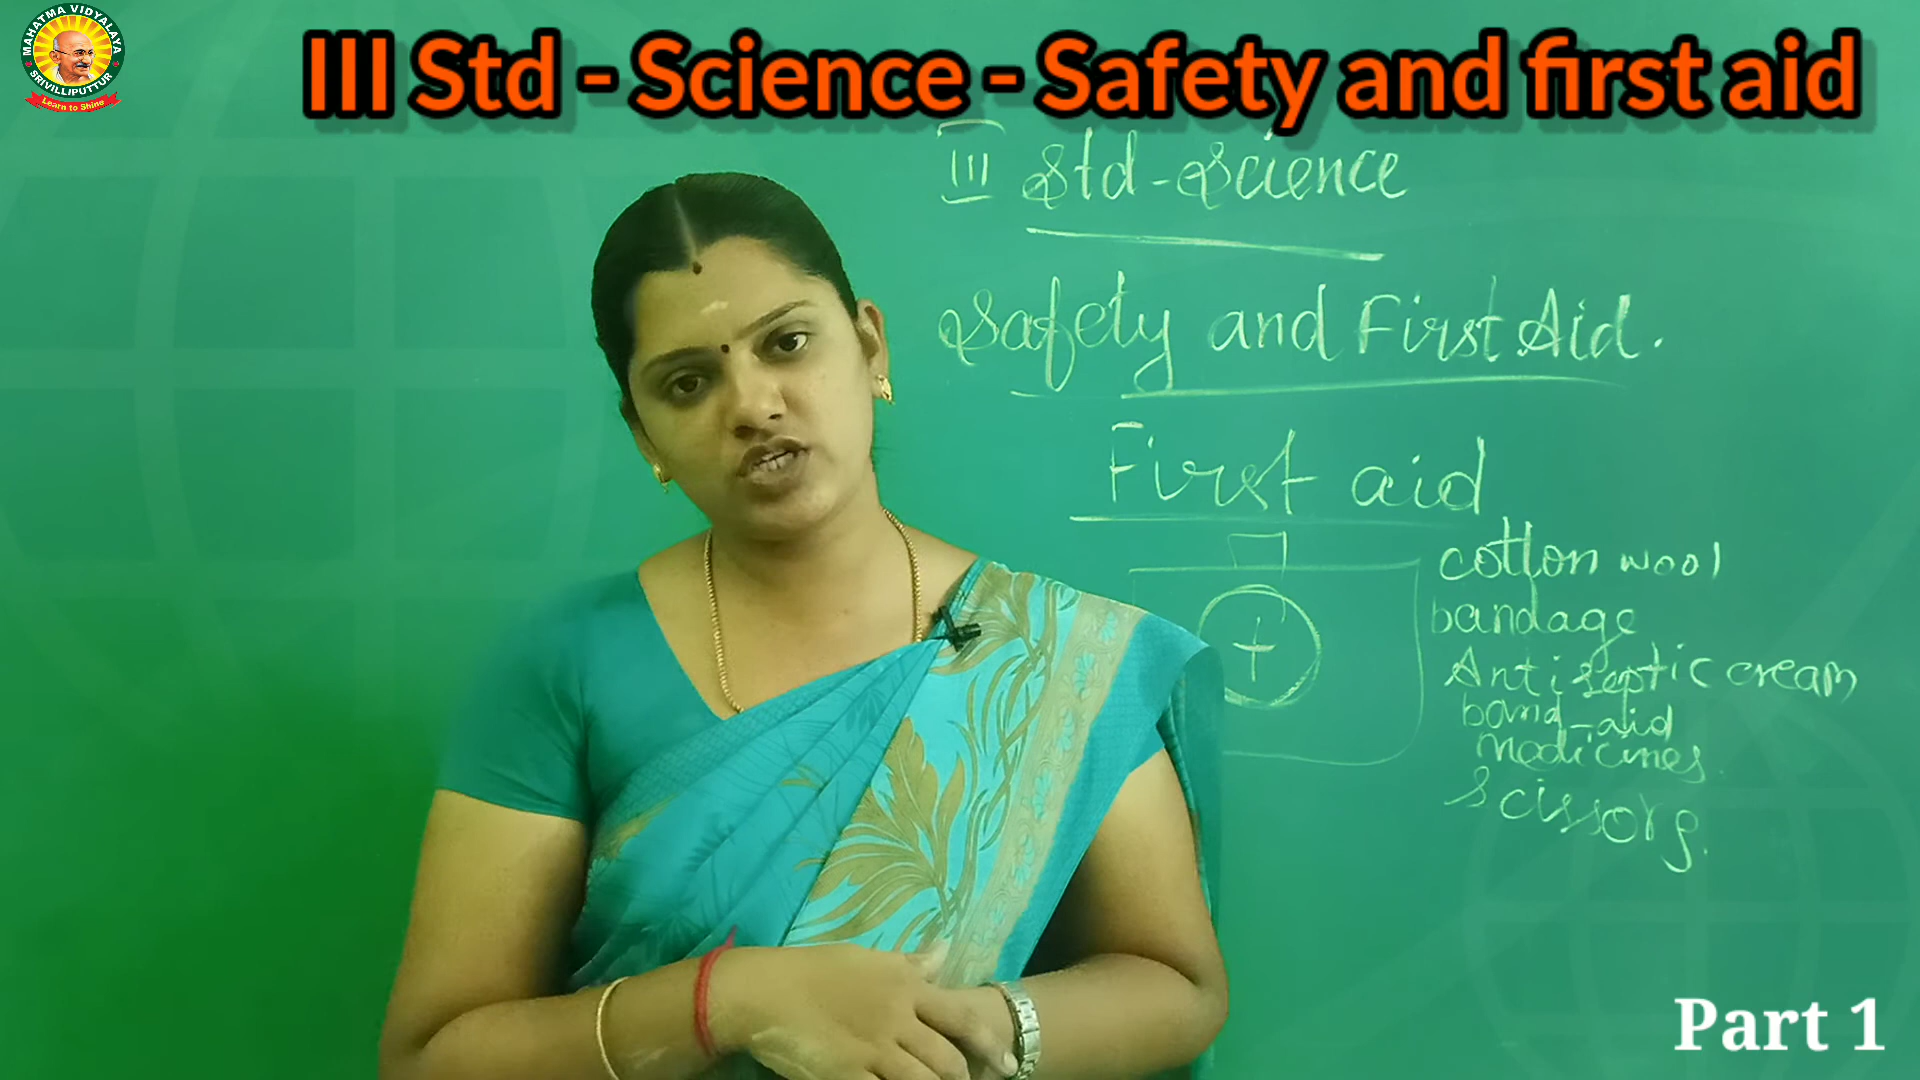 MAHATMA VIDYALAYA
SRIVILLIPUTTUR
Learn to Shine
III Std - Science - Safety and first aid
III Std - Science
Safety and First Aid.
First aid
+
cotton wool
bandage
Antiseptic cream
band-aid
medicines.
scissors.
Part 1